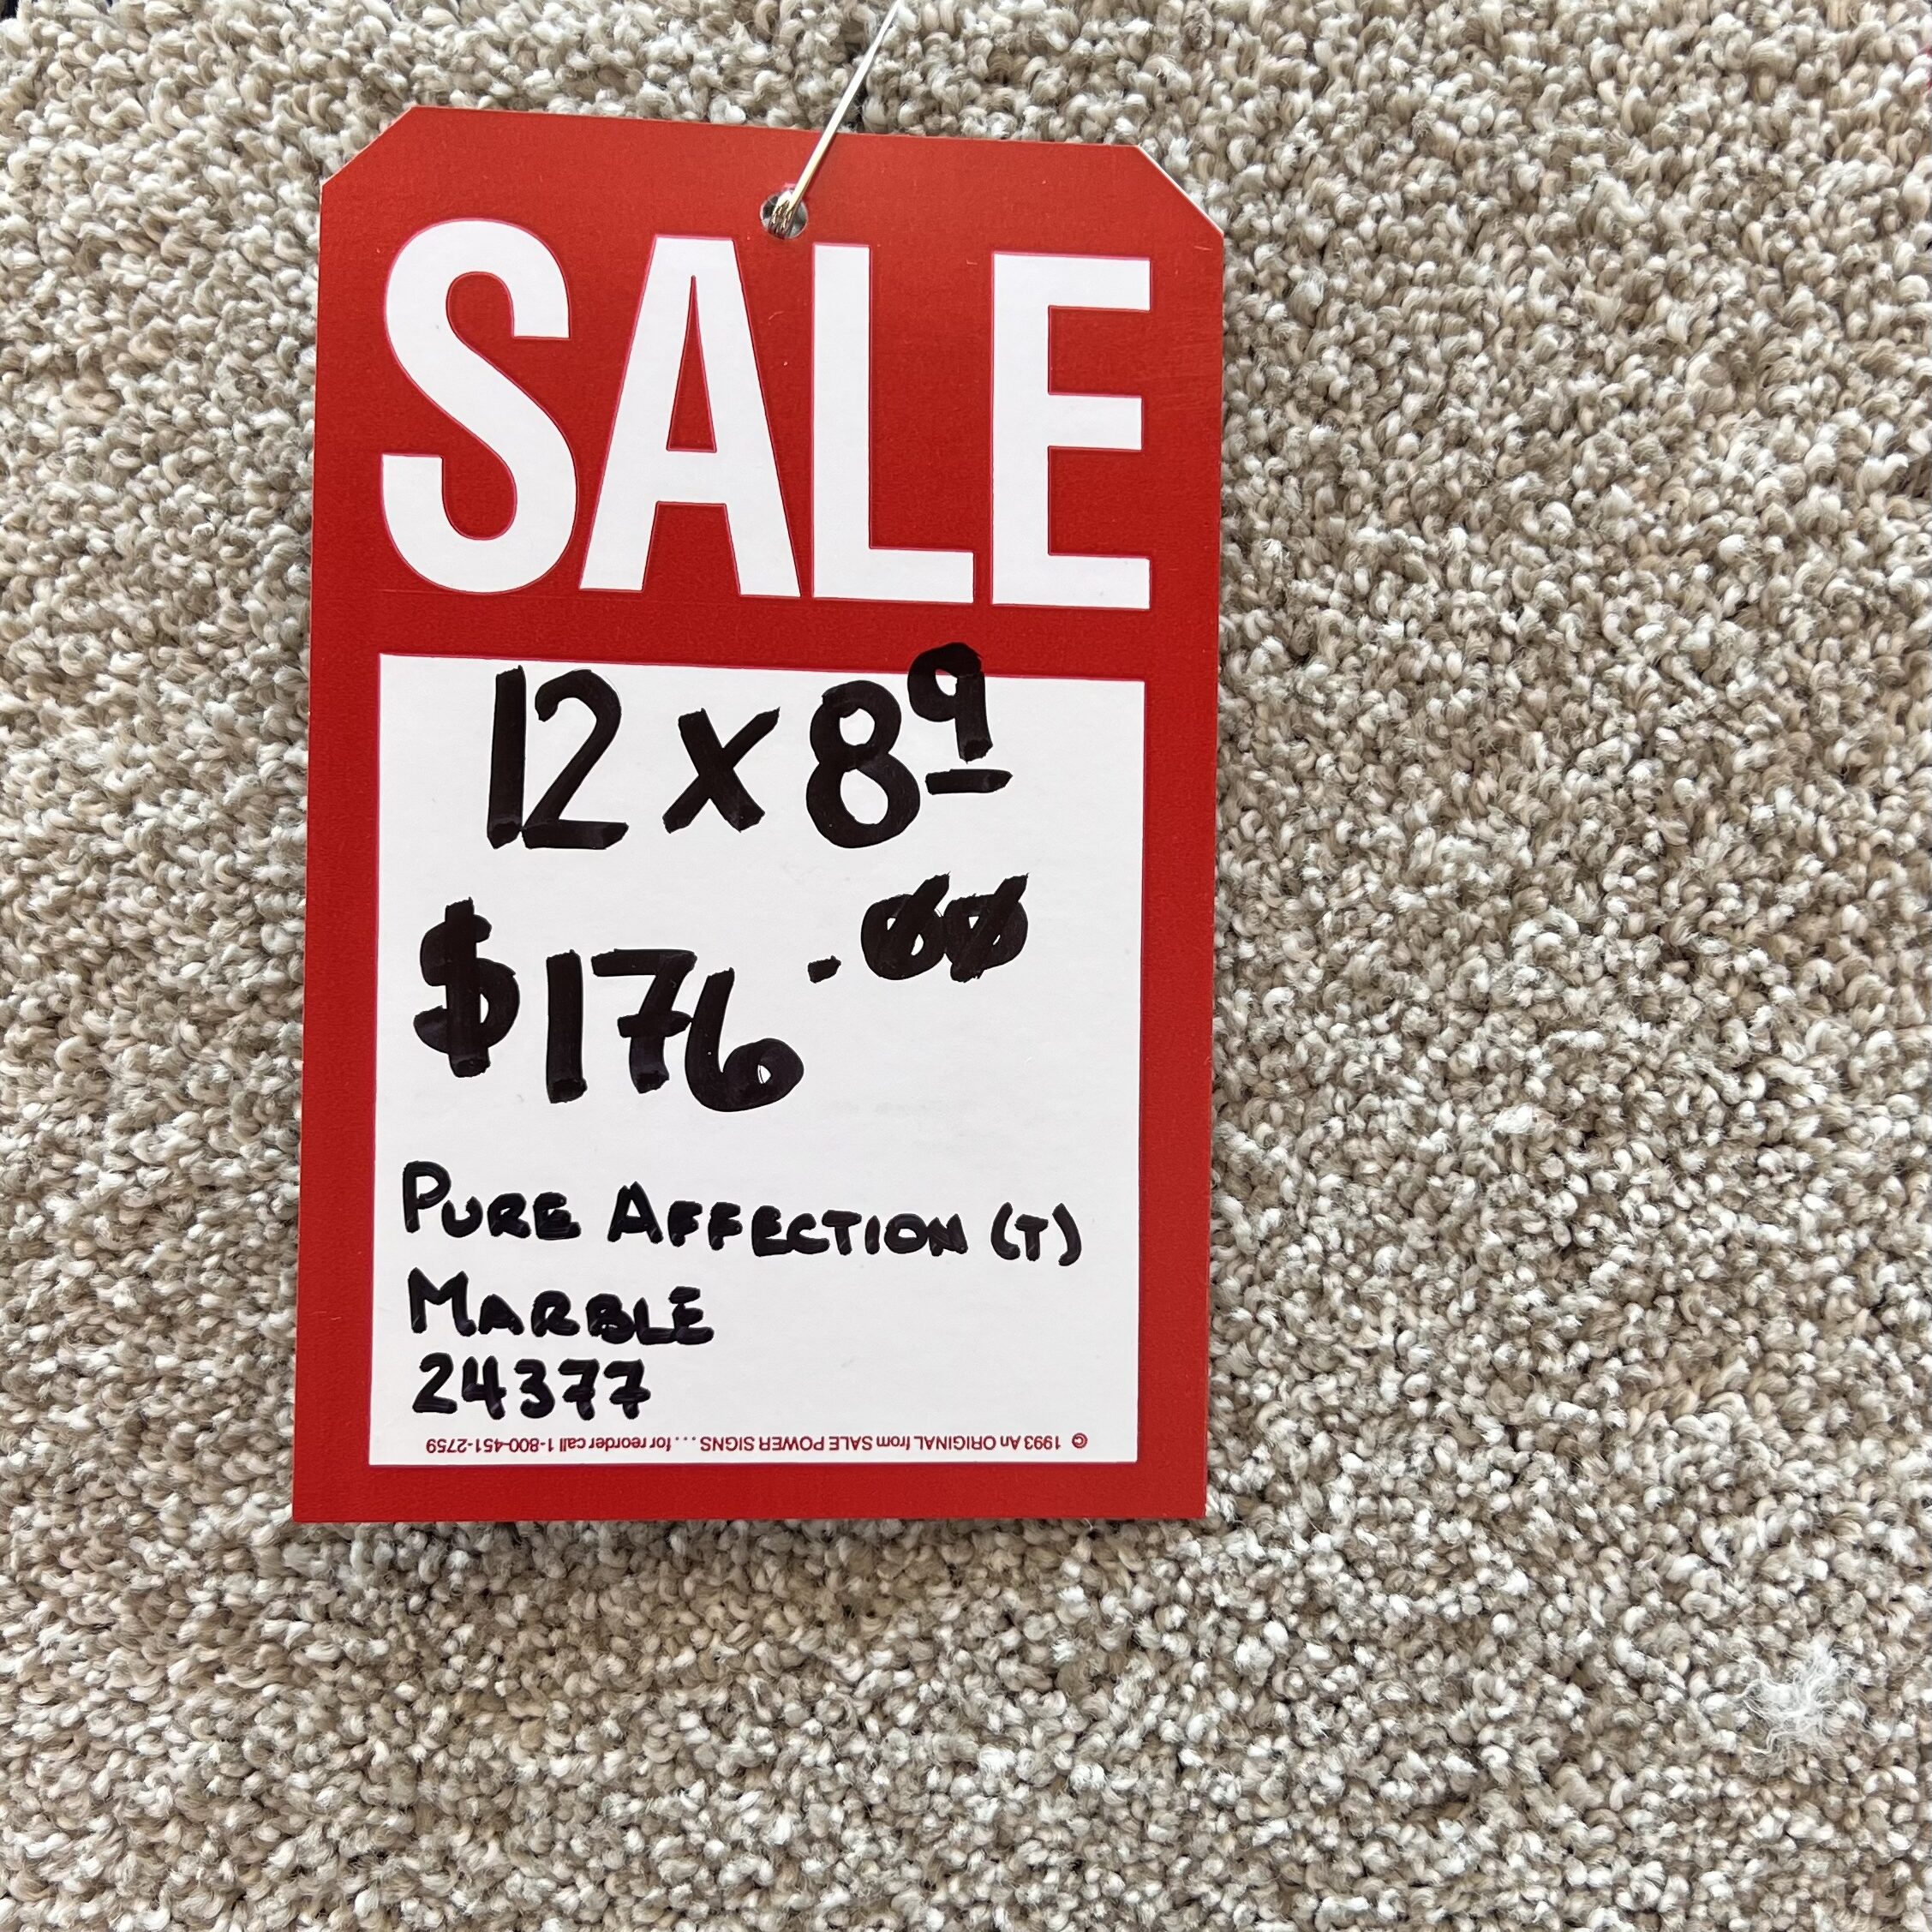 SALE
12 x 8⁹
$176.00
PURE AFFECTION (T)
MARBLE
24377
© 1993 An ORIGINAL from SALE POWER SIGNS . . . for reorder call 1-800-451-2759